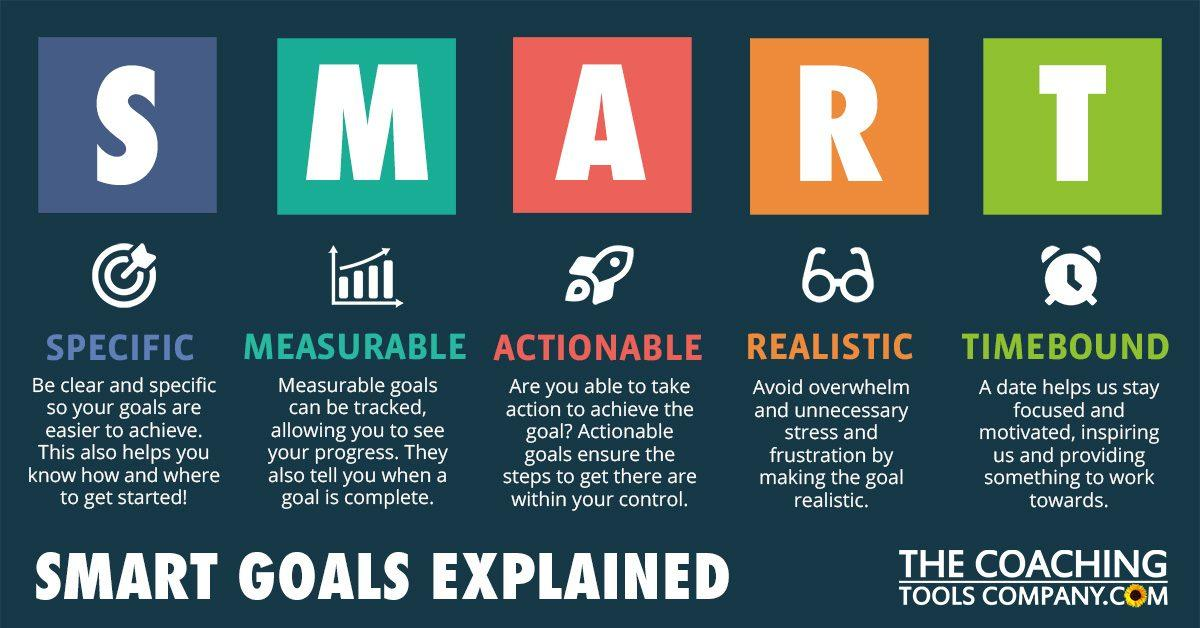 S M A R T
SPECIFIC
Be clear and specific
so your goals are
easier to achieve.
This also helps you
know how and where
to get started!
MEASURABLE
Measurable goals
can be tracked,
allowing you to see
your progress. They
also tell you when a
goal is complete.
ACTIONABLE
Are you able to take
action to achieve the
goal? Actionable
goals ensure the
steps to get there are
within your control.
REALISTIC
Avoid overwhelm
and unnecessary
stress and
frustration by
making the goal
realistic.
TIMEBOUND
A date helps us stay
focused and
motivated, inspiring
us and providing
something to work
towards.
SMART GOALS EXPLAINED
THE COACHING
TOOLS COMPANY.COM